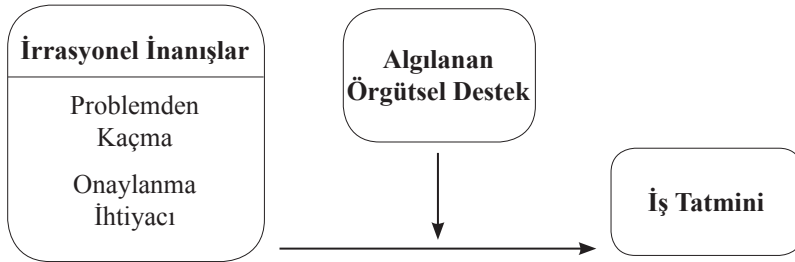 İrrasyonel İnanışlar
Problemden
Kaçma
Onaylanma
İhtiyacı
Algılanan
Örgütsel Destek
İş Tatmini